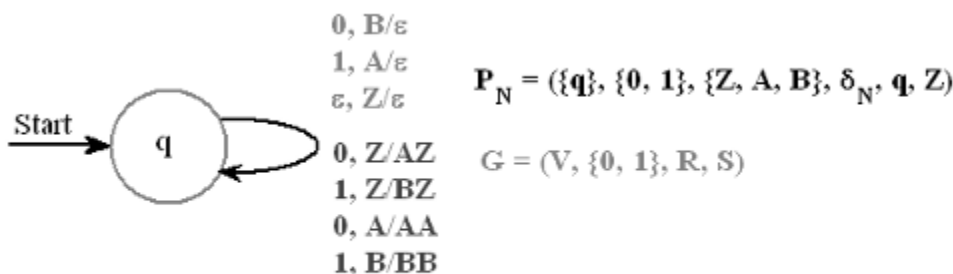 0, B/ε
1, A/ε
ε, Z/ε
P_N = ({q}, {0, 1}, {Z, A, B}, δ_N, q, Z)
Start
q
0, Z/AZ
1, Z/BZ
0, A/AA
1, B/BB
G = (V, {0, 1}, R, S)